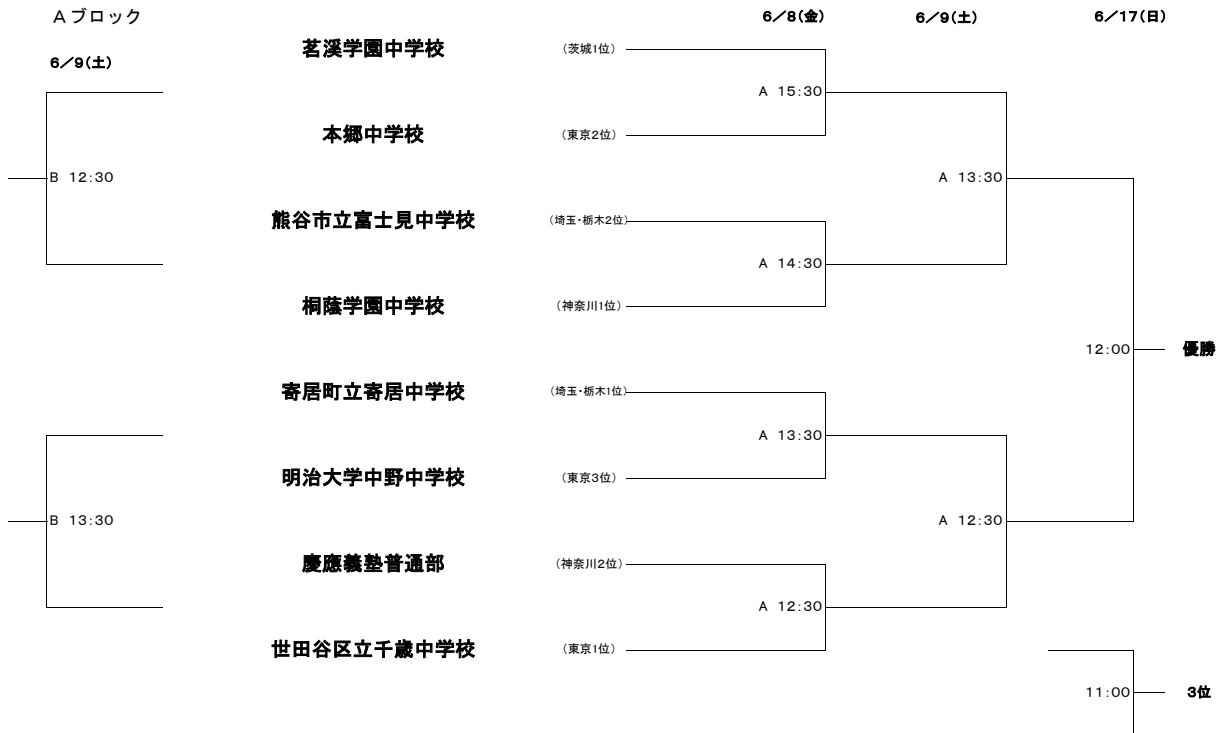 Aブロック 6/8(金) 6/9(土) 6/17(日)
茗溪学園中学校 (茨城1位)
6/9(土)
A 15:30
本郷中学校 (東京2位)
B 12:30 A 13:30
熊谷市立富士見中学校 (埼玉・栃木2位)
A 14:30
桐蔭学園中学校 (神奈川1位)
12:00 優勝
寄居町立寄居中学校 (埼玉・栃木1位)
A 13:30
明治大学中野中学校 (東京3位)
B 13:30 A 12:30
慶應義塾普通部 (神奈川2位)
A 12:30
世田谷区立千歳中学校 (東京1位)
11:00 3位